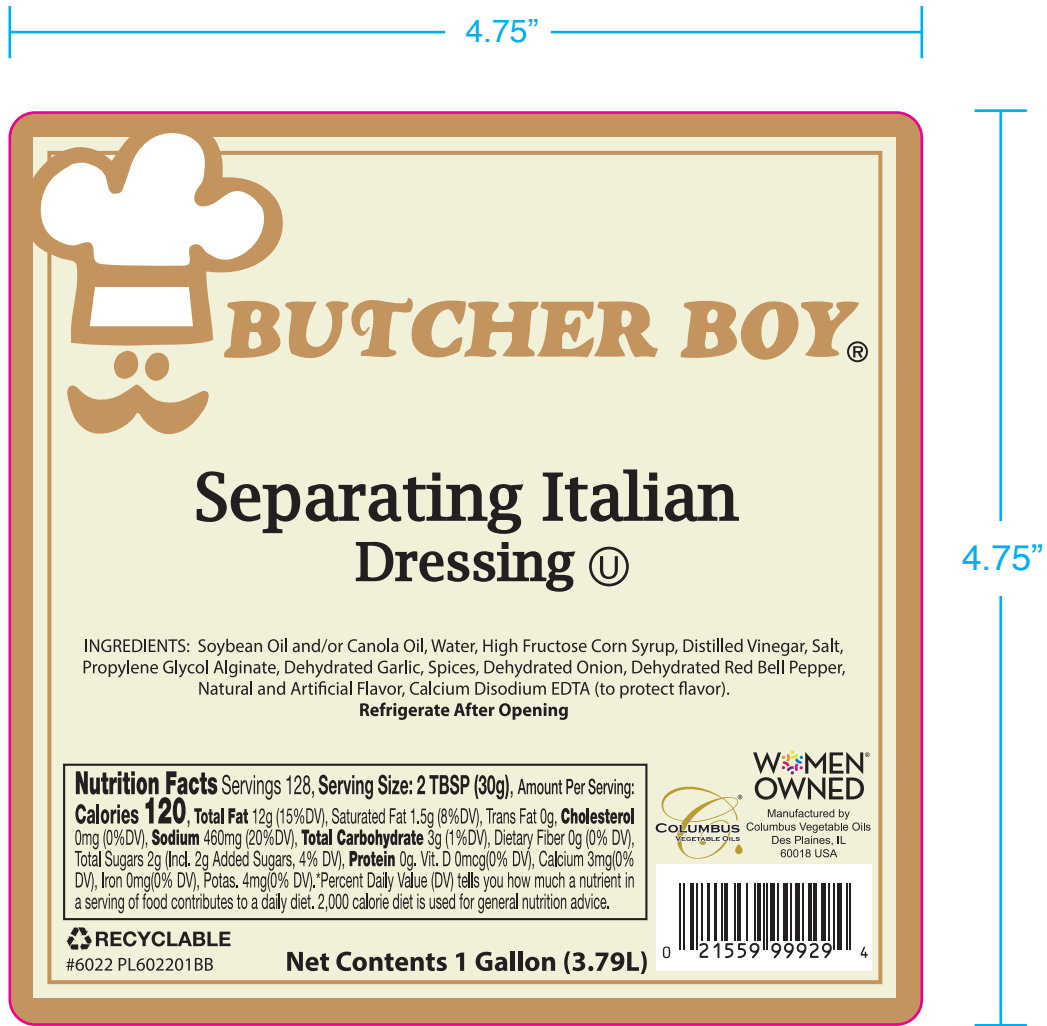 4.75”
BUTCHER BOY®
Separating Italian
Dressing Ⓤ
4.75”
INGREDIENTS: Soybean Oil and/or Canola Oil, Water, High Fructose Corn Syrup, Distilled Vinegar, Salt,
Propylene Glycol Alginate, Dehydrated Garlic, Spices, Dehydrated Onion, Dehydrated Red Bell Pepper,
Natural and Artificial Flavor, Calcium Disodium EDTA (to protect flavor).
Refrigerate After Opening
Nutrition Facts Servings 128, Serving Size: 2 TBSP (30g), Amount Per Serving:
Calories 120, Total Fat 12g (15%DV), Saturated Fat 1.5g (8%DV), Trans Fat 0g, Cholesterol
0mg (0%DV), Sodium 460mg (20%DV), Total Carbohydrate 3g (1%DV), Dietary Fiber 0g (0% DV),
Total Sugars 2g (Incl. 2g Added Sugars, 4% DV), Protein 0g. Vit. D 0mcg(0% DV), Calcium 3mg(0%
DV), Iron 0mg(0% DV), Potas. 4mg(0% DV).*Percent Daily Value (DV) tells you how much a nutrient in
a serving of food contributes to a daily diet. 2,000 calorie diet is used for general nutrition advice.
COLUMBUS®
VEGETABLE OILS
WOMEN®
OWNED
Manufactured by
Columbus Vegetable Oils
Des Plaines, IL
60018 USA
RECYCLABLE
#6022 PL602201BB
Net Contents 1 Gallon (3.79L)
0 21559 99929 4